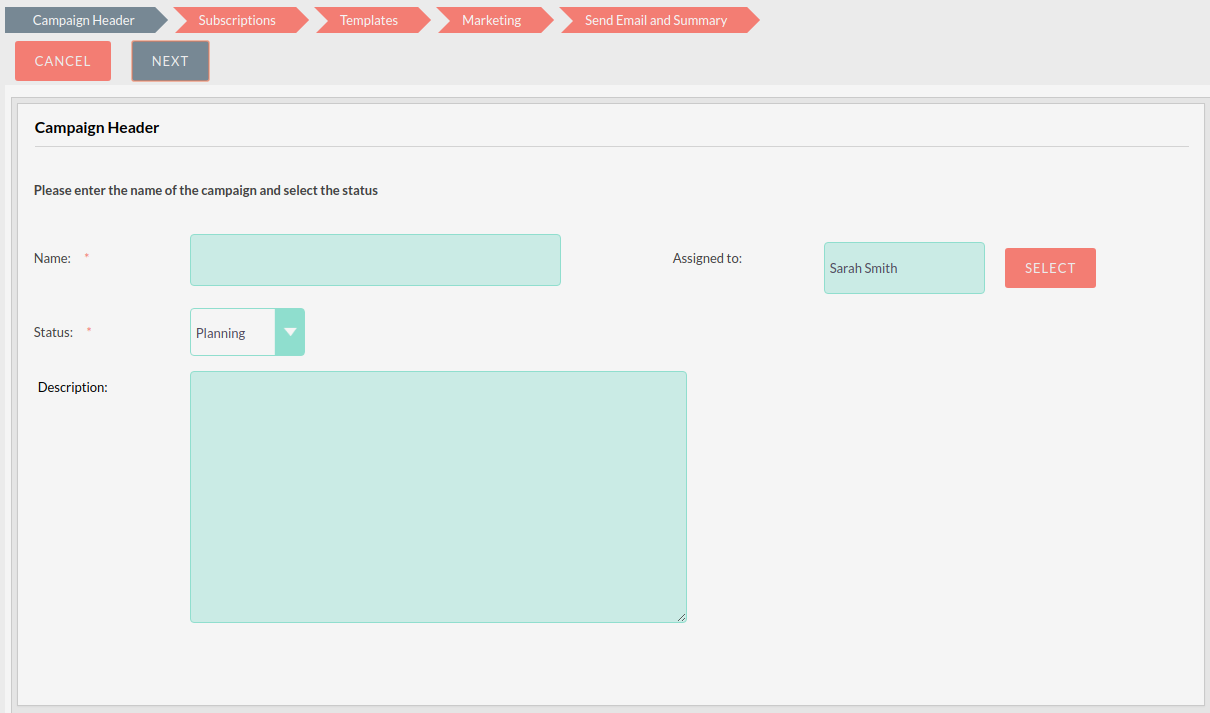 Campaign Header Subscriptions Templates Marketing Send Email and Summary
CANCEL NEXT
Campaign Header
Please enter the name of the campaign and select the status
Name: * Assigned to: Sarah Smith SELECT
Status: * Planning
Description: